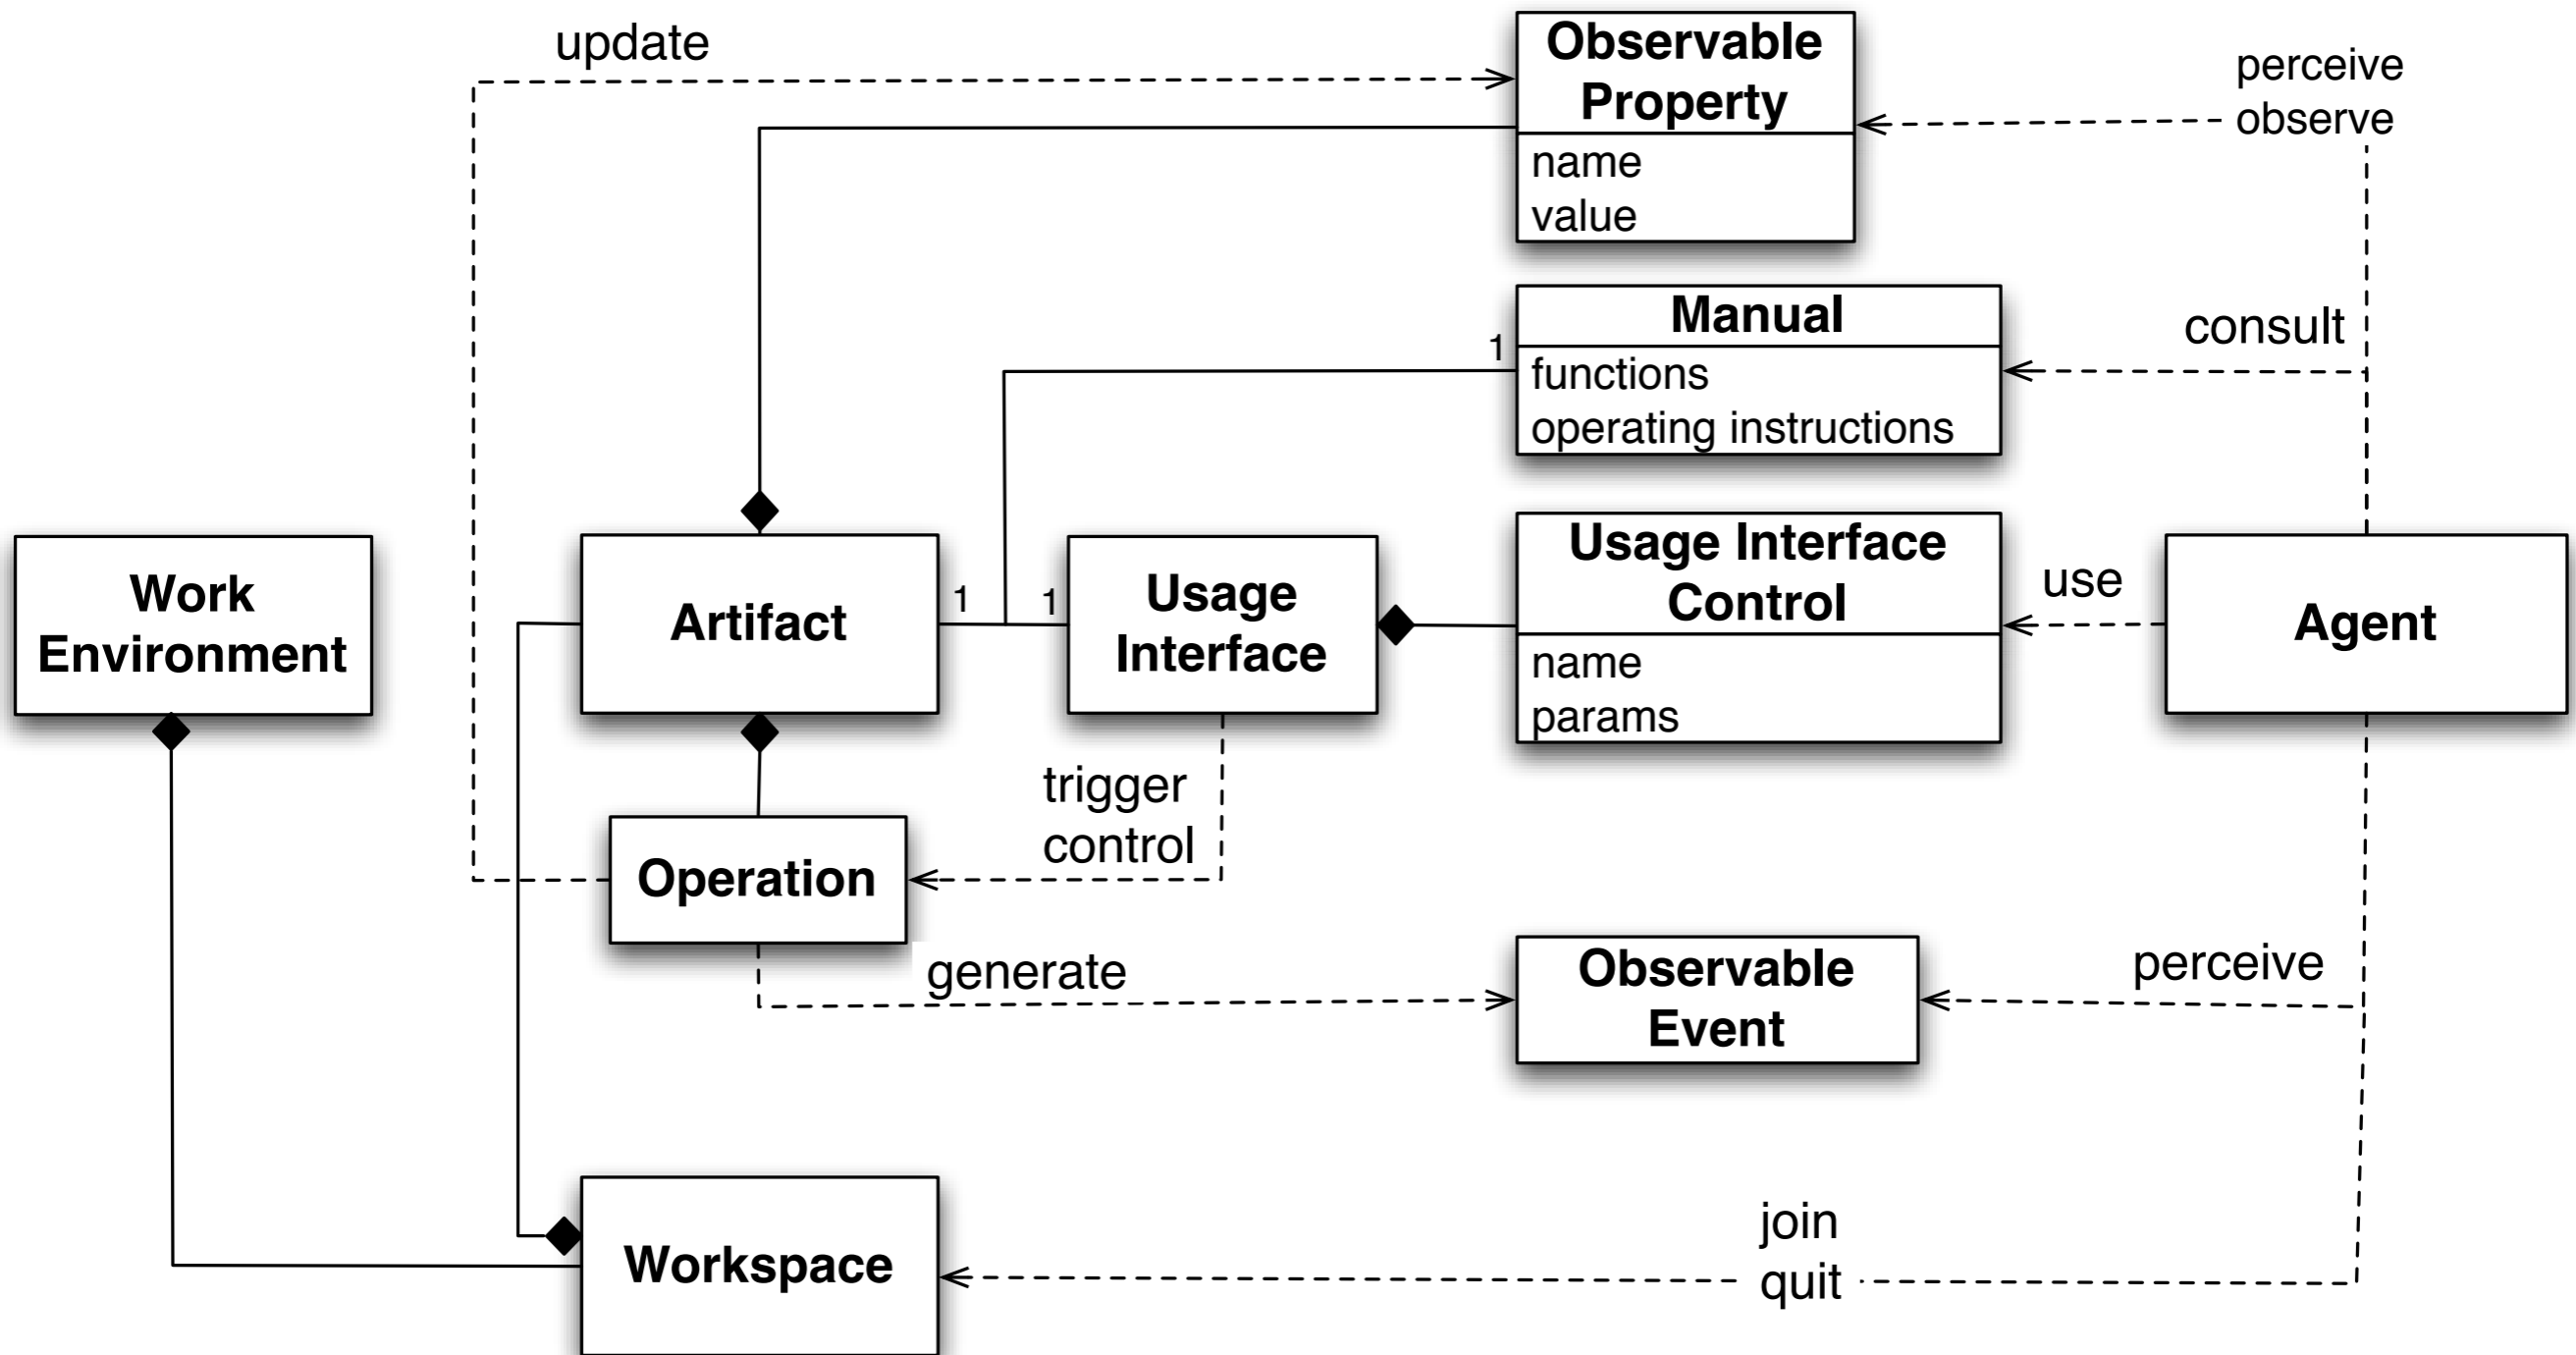 update
Observable
Property
name
value
perceive
observe
Manual
functions
operating instructions
1
consult
Work
Environment
Artifact
1
1
Usage
Interface
Usage Interface
Control
name
params
use
Agent
trigger
control
Operation
generate
Observable
Event
perceive
Workspace
join
quit